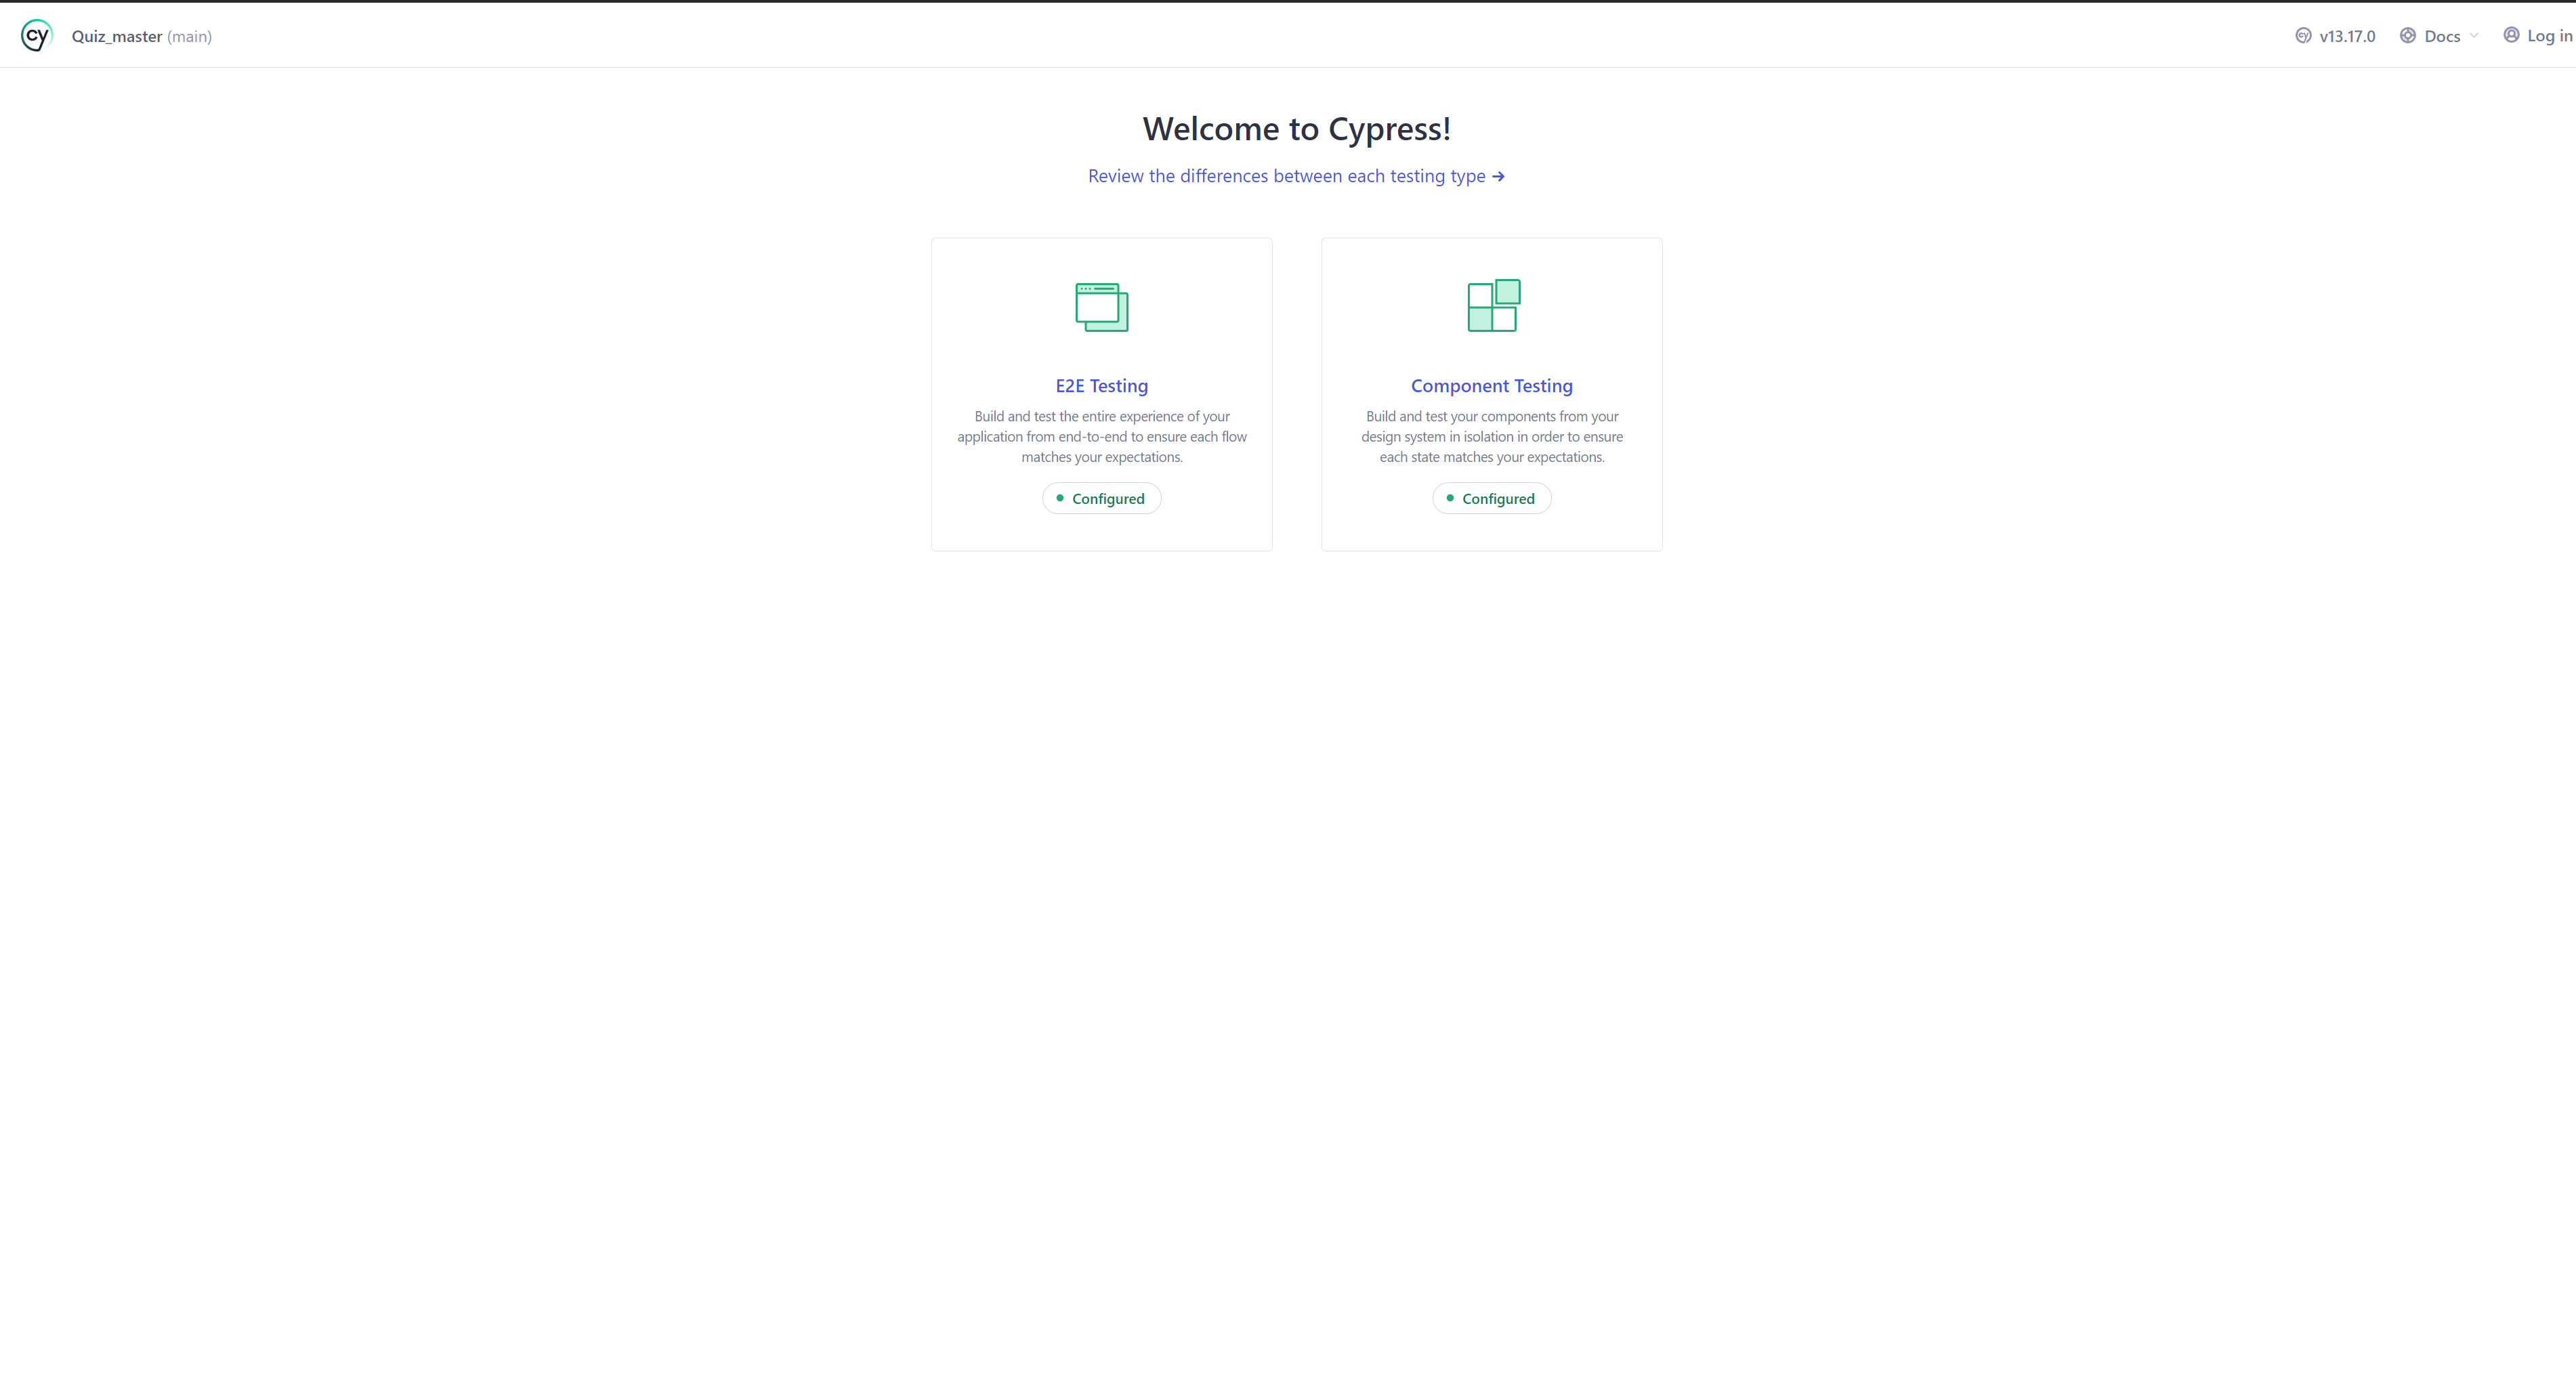 cy Quiz_master (main) v13.17.0 Docs Log in
Welcome to Cypress!
Review the differences between each testing type →
E2E Testing
Build and test the entire experience of your
application from end-to-end to ensure each flow
matches your expectations.
Configured
Component Testing
Build and test your components from your
design system in isolation in order to ensure
each state matches your expectations.
Configured